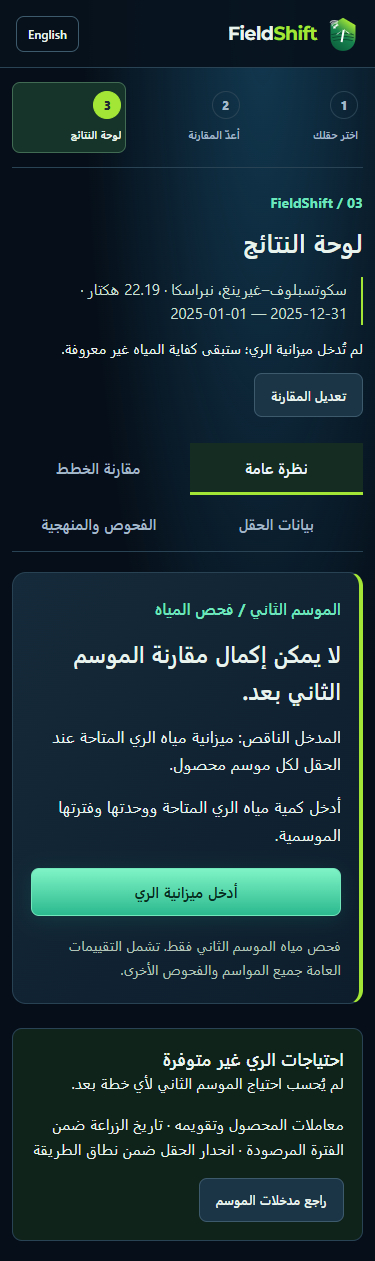 FieldShift
English
1
اختر حقلك
2
أعدّ المقارنة
3
لوحة النتائج
FieldShift / 03
لوحة النتائج
سكوتسبلوف–غيرينغ، نبراسكا · 22.19 هكتار ·
2025-01-01 — 2025-12-31
لم تُدخل ميزانية الري؛ ستبقى كفاية المياه غير معروفة.
تعديل المقارنة
نظرة عامة
مقارنة الخطط
بيانات الحقل
الفحوص والمنهجية
الموسم الثاني / فحص المياه
لا يمكن إكمال مقارنة الموسم
الثاني بعد.
المدخل الناقص: ميزانية مياه الري المتاحة عند
الحقل لكل موسم محصول.
أدخل كمية مياه الري المتاحة ووحدتها وفترتها
الموسمية.
أدخل ميزانية الري
فحص مياه الموسم الثاني فقط. تشمل التقييمات
العامة جميع المواسم والفحوص الأخرى.
احتياجات الري غير متوفرة
لم يُحسب احتياج الموسم الثاني لأي خطة بعد.
معاملات المحصول وتقويمه · تاريخ الزراعة ضمن
الفترة المرصودة · انحدار الحقل ضمن نطاق الطريقة
راجع مدخلات الموسم